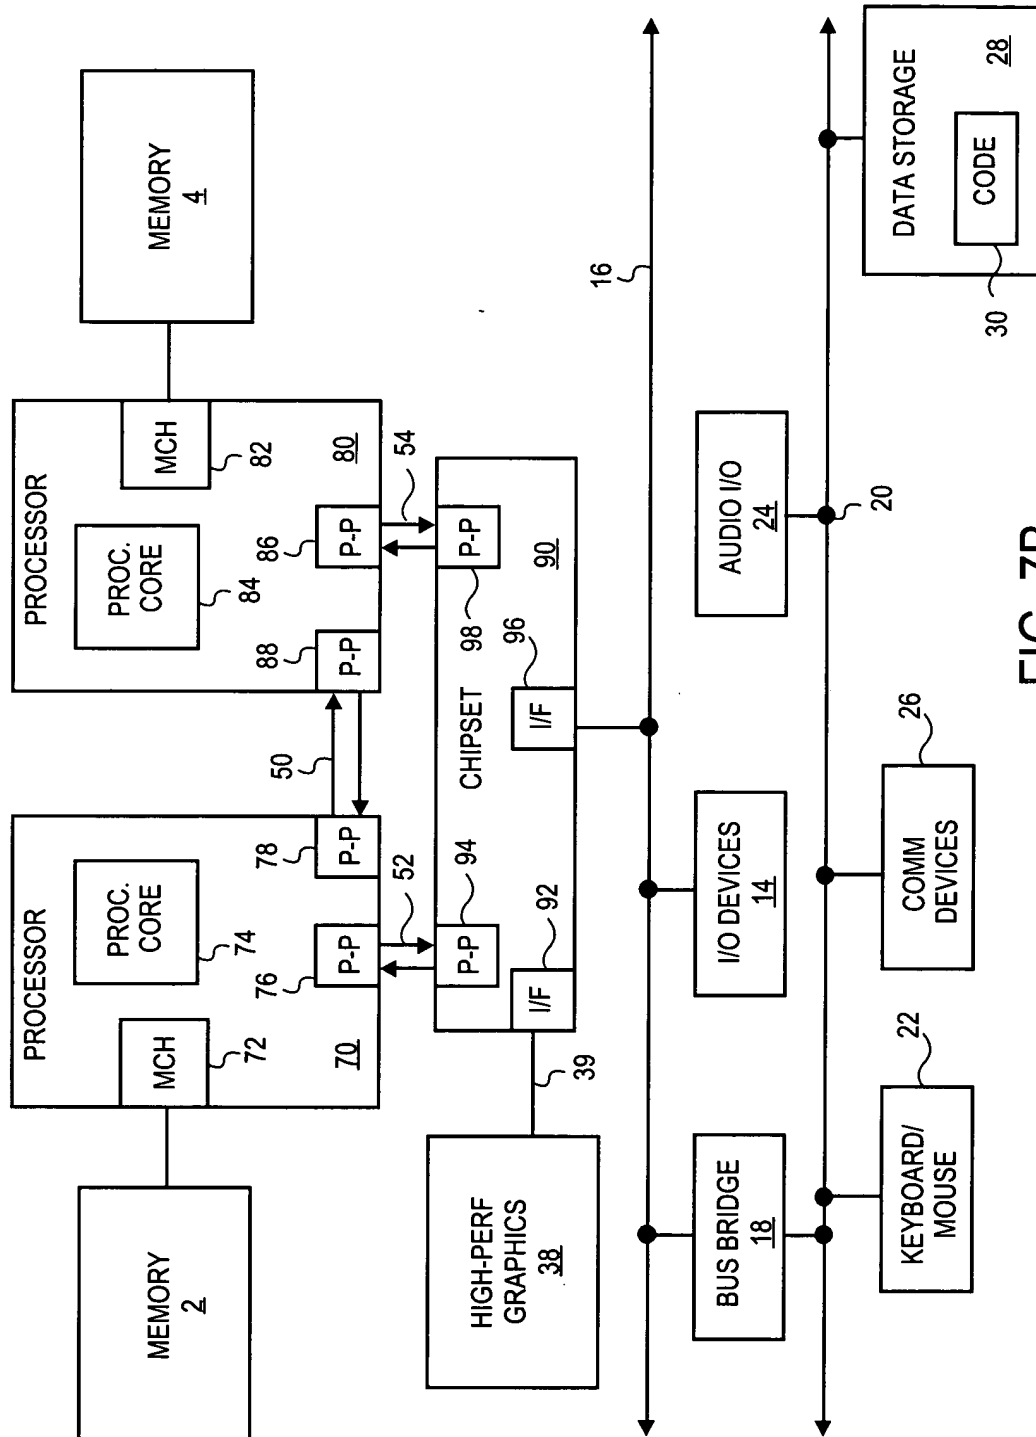 MEMORY
2
PROCESSOR
MCH
72
PROC.
CORE
74
70
76
P-P
78
P-P
50
PROCESSOR
PROC.
CORE
84
MCH
82
80
88
P-P
86
P-P
MEMORY
4
52
54
HIGH-PERF
GRAPHICS
38
39
I/F
92
P-P
94
CHIPSET
I/F
96
P-P
98
90
16
BUS BRIDGE
18
I/O DEVICES
14
AUDIO I/O
24
20
KEYBOARD/
MOUSE
22
COMM
DEVICES
26
DATA STORAGE
28
CODE
30
FIG. 7B